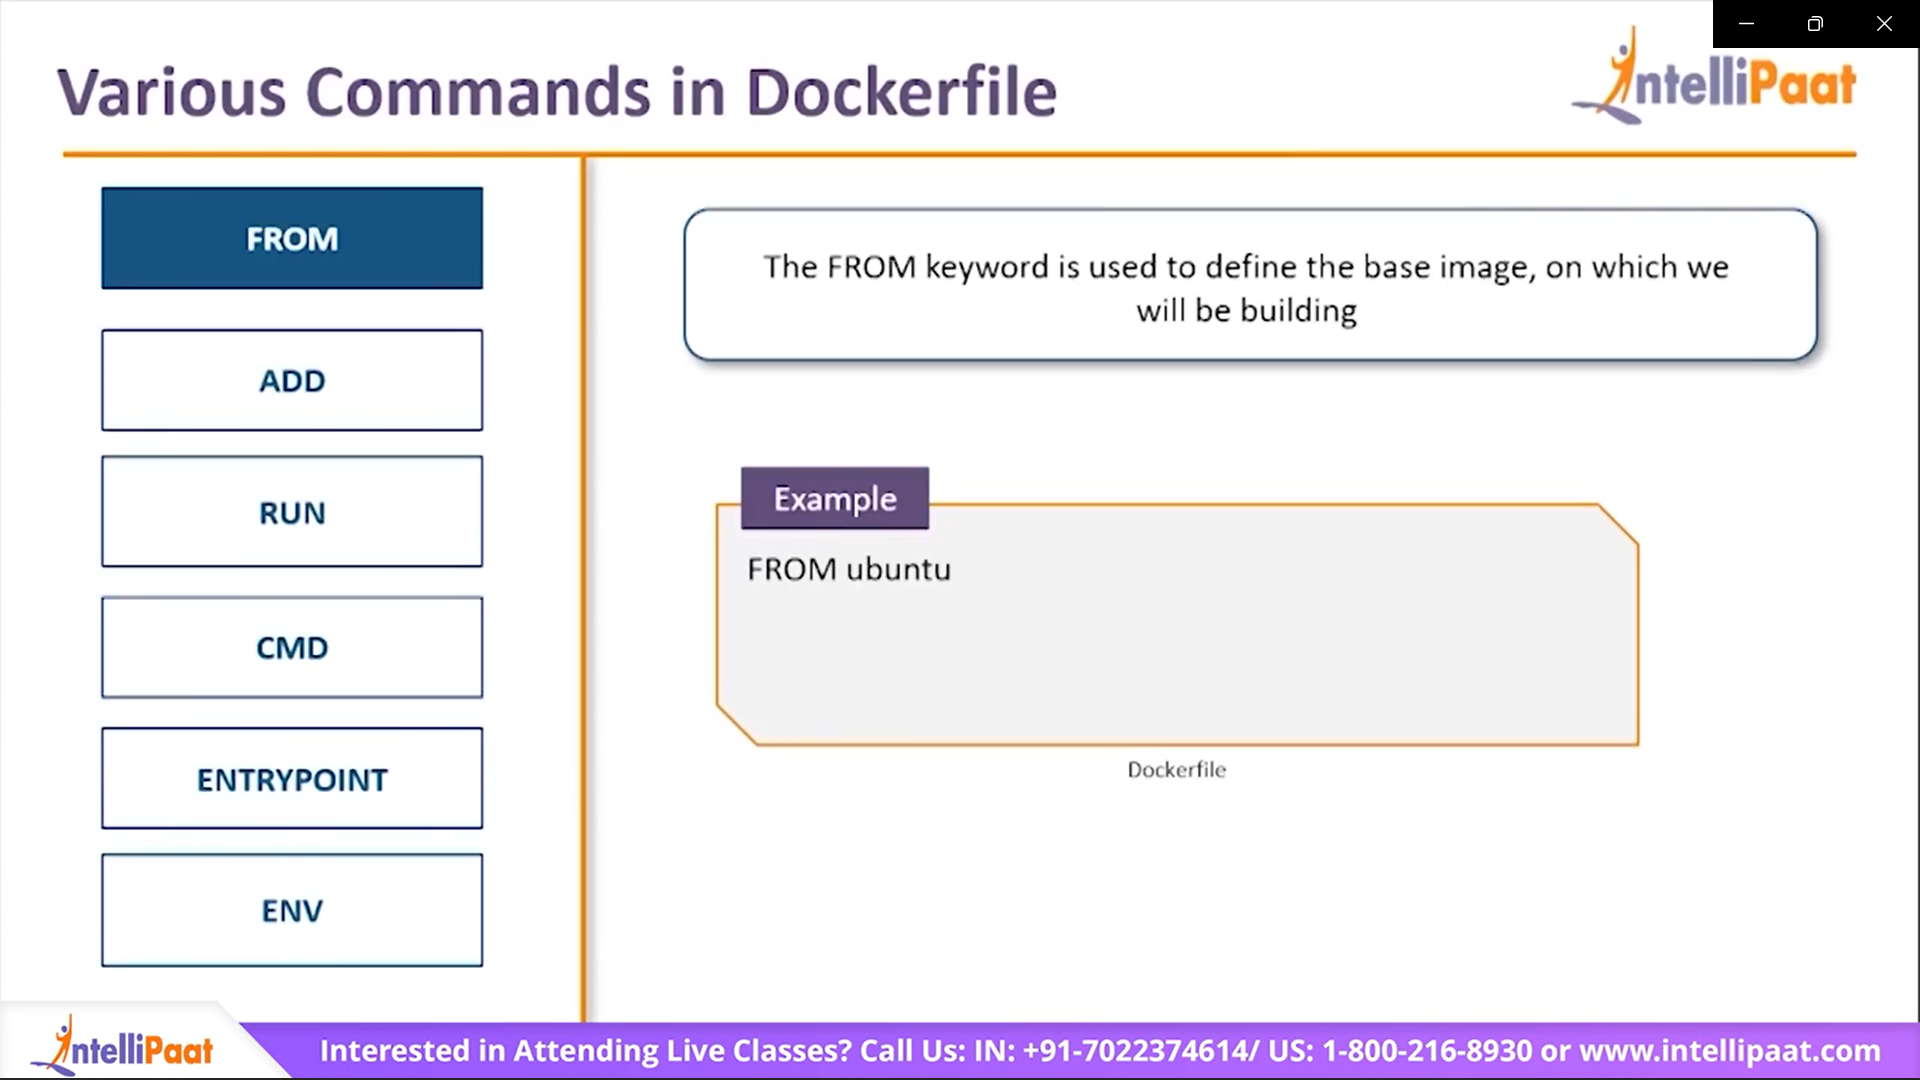 Various Commands in Dockerfile
IntelliPaat
FROM
ADD
RUN
CMD
ENTRYPOINT
ENV
The FROM keyword is used to define the base image, on which we
will be building
Example
FROM ubuntu
Dockerfile
IntelliPaat
Interested in Attending Live Classes? Call Us: IN: +91-7022374614/ US: 1-800-216-8930 or www.intellipaat.com